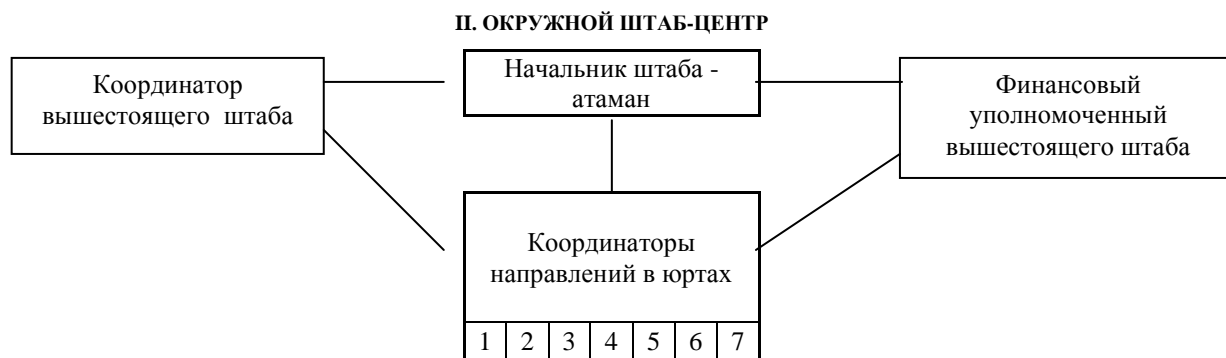 II. ОКРУЖНОЙ ШТАБ-ЦЕНТР
Координатор
вышестоящего штаба
Начальник штаба -
атаман
Финансовый
уполномоченный
вышестоящего штаба
Координаторы
направлений в юртах
1 2 3 4 5 6 7